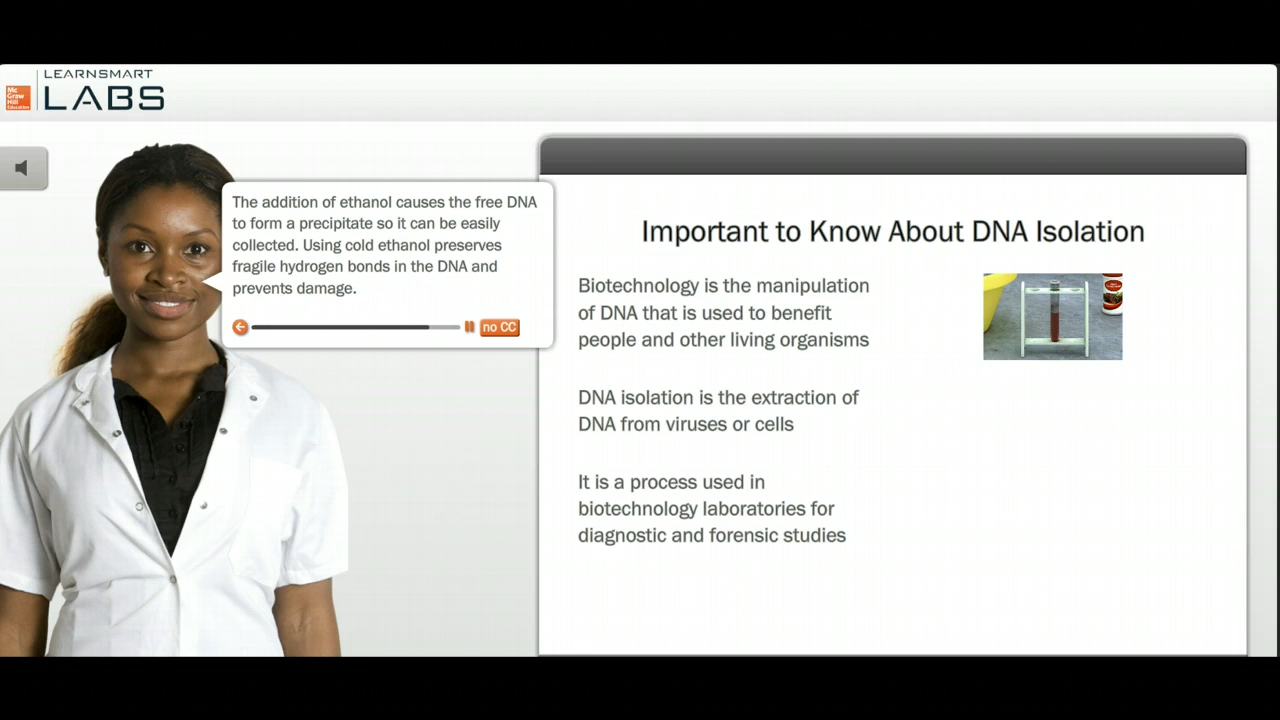 LEARNSMART
LABS
Mc
Graw
Hill
Education
The addition of ethanol causes the free DNA
to form a precipitate so it can be easily
collected. Using cold ethanol preserves
fragile hydrogen bonds in the DNA and
prevents damage.
no CC
Important to Know About DNA Isolation
Biotechnology is the manipulation
of DNA that is used to benefit
people and other living organisms
DNA isolation is the extraction of
DNA from viruses or cells
It is a process used in
biotechnology laboratories for
diagnostic and forensic studies